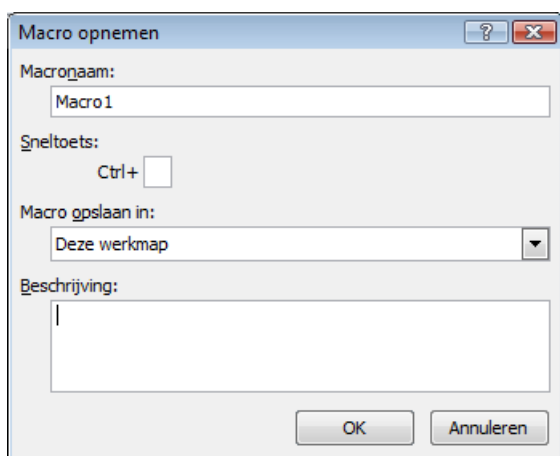 Macro opnemen
Macronaam:
Macro1
Sneltoets:
Ctrl+
Macro opslaan in:
Deze werkmap
Beschrijving:
OK Annuleren